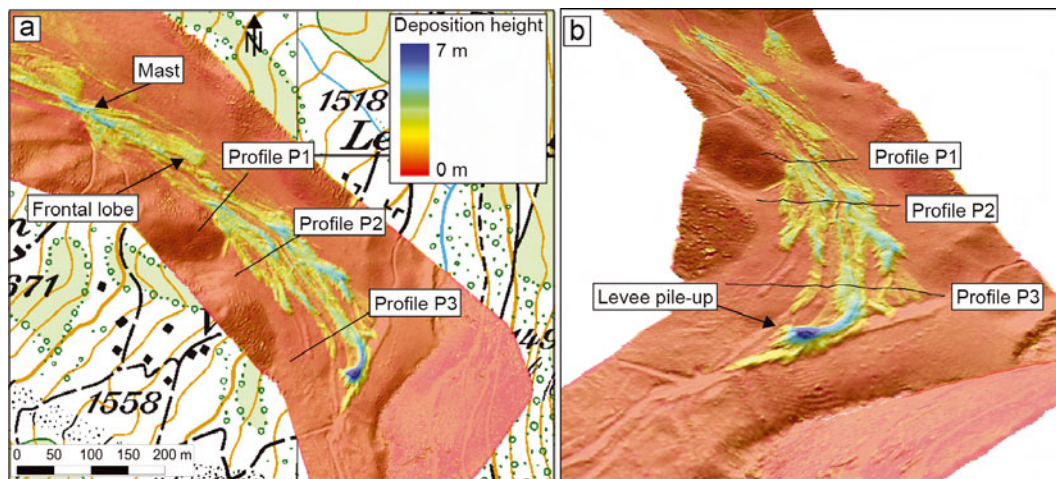 a
N
Mast
1518
Le
Deposition height
7 m
0 m
Profile P1
Frontal lobe
Profile P2
671
Profile P3
1558
149
0 50 100 150 200 m
b
Profile P1
Profile P2
Levee pile-up
Profile P3